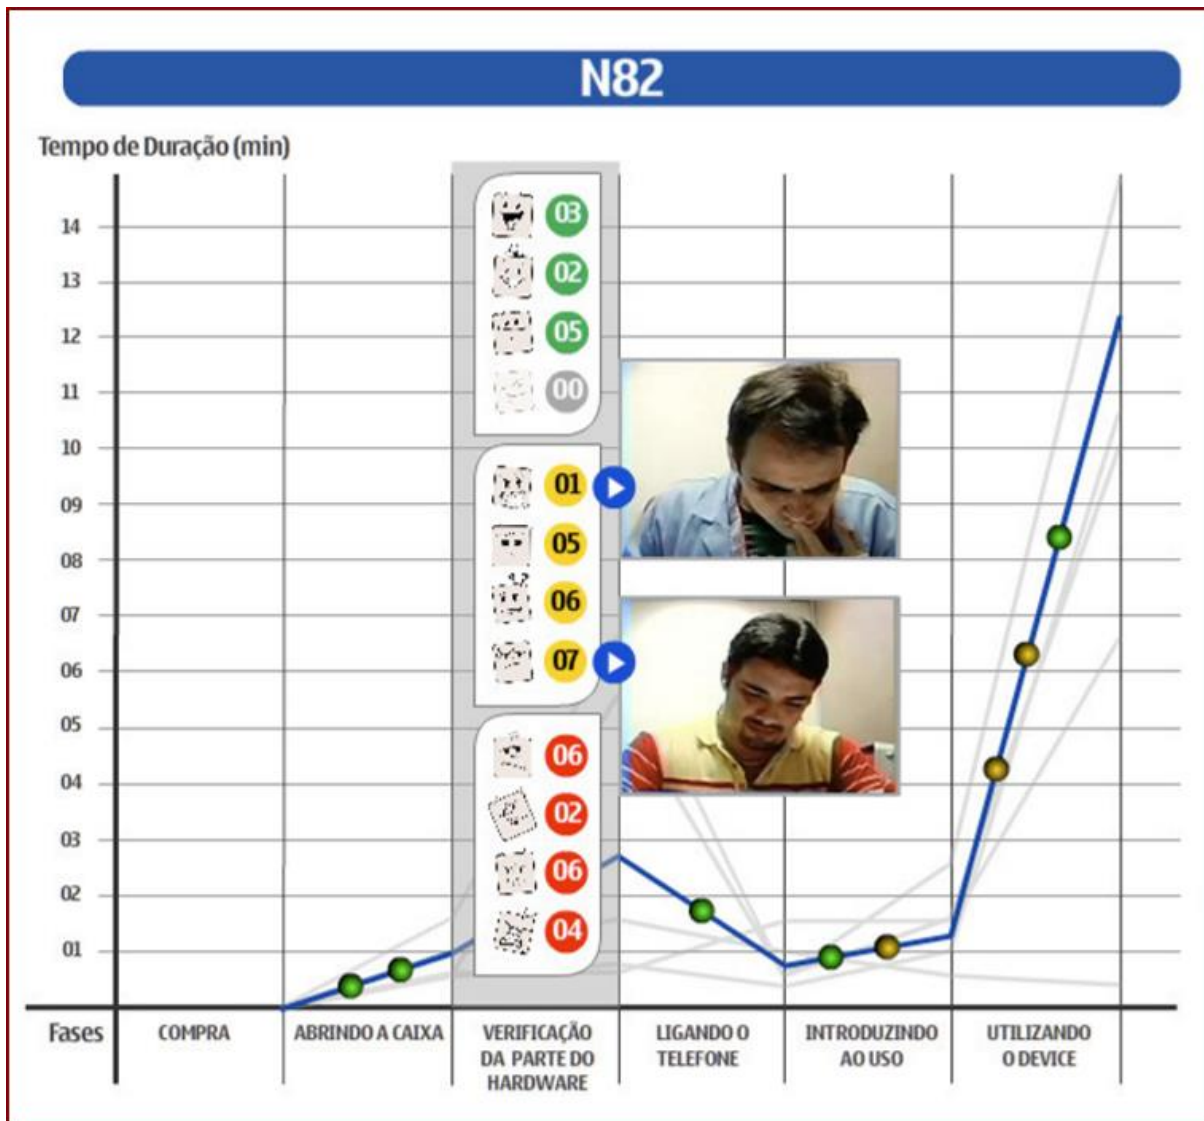 N82
Tempo de Duração (min)
14
13
12
11
10
09
08
07
06
05
04
03
02
01
03
02
05
00
01
05
06
07
06
02
06
04
Fases
COMPRA
ABRINDO A CAIXA
VERIFICAÇÃO
DA PARTE DO
HARDWARE
LIGANDO O
TELEFONE
INTRODUZINDO
AO USO
UTILIZANDO
O DEVICE